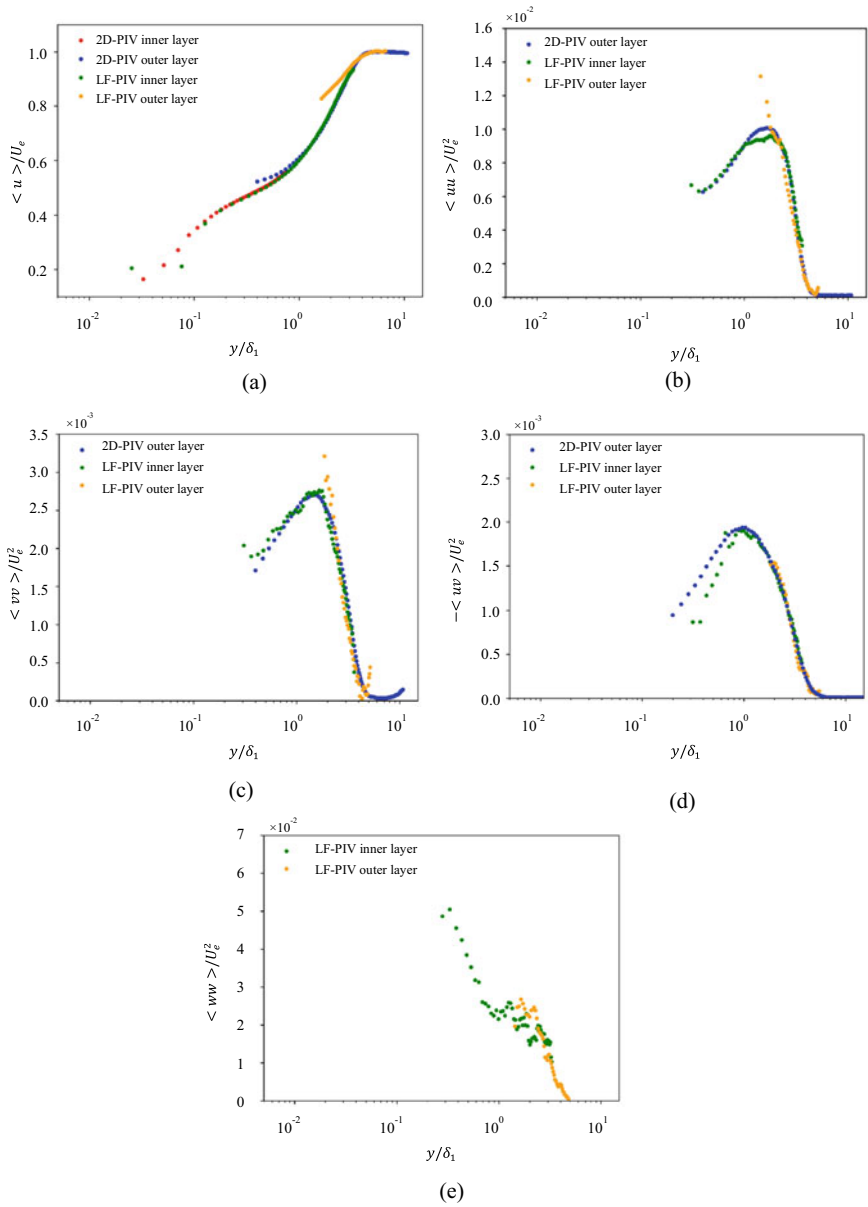 2D-PIV inner layer
2D-PIV outer layer
LF-PIV inner layer
LF-PIV outer layer
1.0
0.8
0.6
0.4
0.2
< u >/U_e
10^-2
10^-1
10^0
10^1
y/δ_1
(a)
×10^-2
2D-PIV outer layer
LF-PIV inner layer
LF-PIV outer layer
1.6
1.4
1.2
1.0
0.8
0.6
0.4
0.2
0.0
< uu >/U_e^2
10^-2
10^-1
10^0
10^1
y/δ_1
(b)
×10^-3
2D-PIV outer layer
LF-PIV inner layer
LF-PIV outer layer
3.5
3.0
2.5
2.0
1.5
1.0
0.5
0.0
< vv >/U_e^2
10^-2
10^-1
10^0
10^1
y/δ_1
(c)
×10^-3
2D-PIV outer layer
LF-PIV inner layer
LF-PIV outer layer
3.0
2.5
2.0
1.5
1.0
0.5
0.0
−< uv >/U_e^2
10^-2
10^-1
10^0
10^1
y/δ_1
(d)
×10^-2
LF-PIV inner layer
LF-PIV outer layer
7
6
5
4
3
2
1
0
< ww >/U_e^2
10^-2
10^-1
10^0
10^1
y/δ_1
(e)